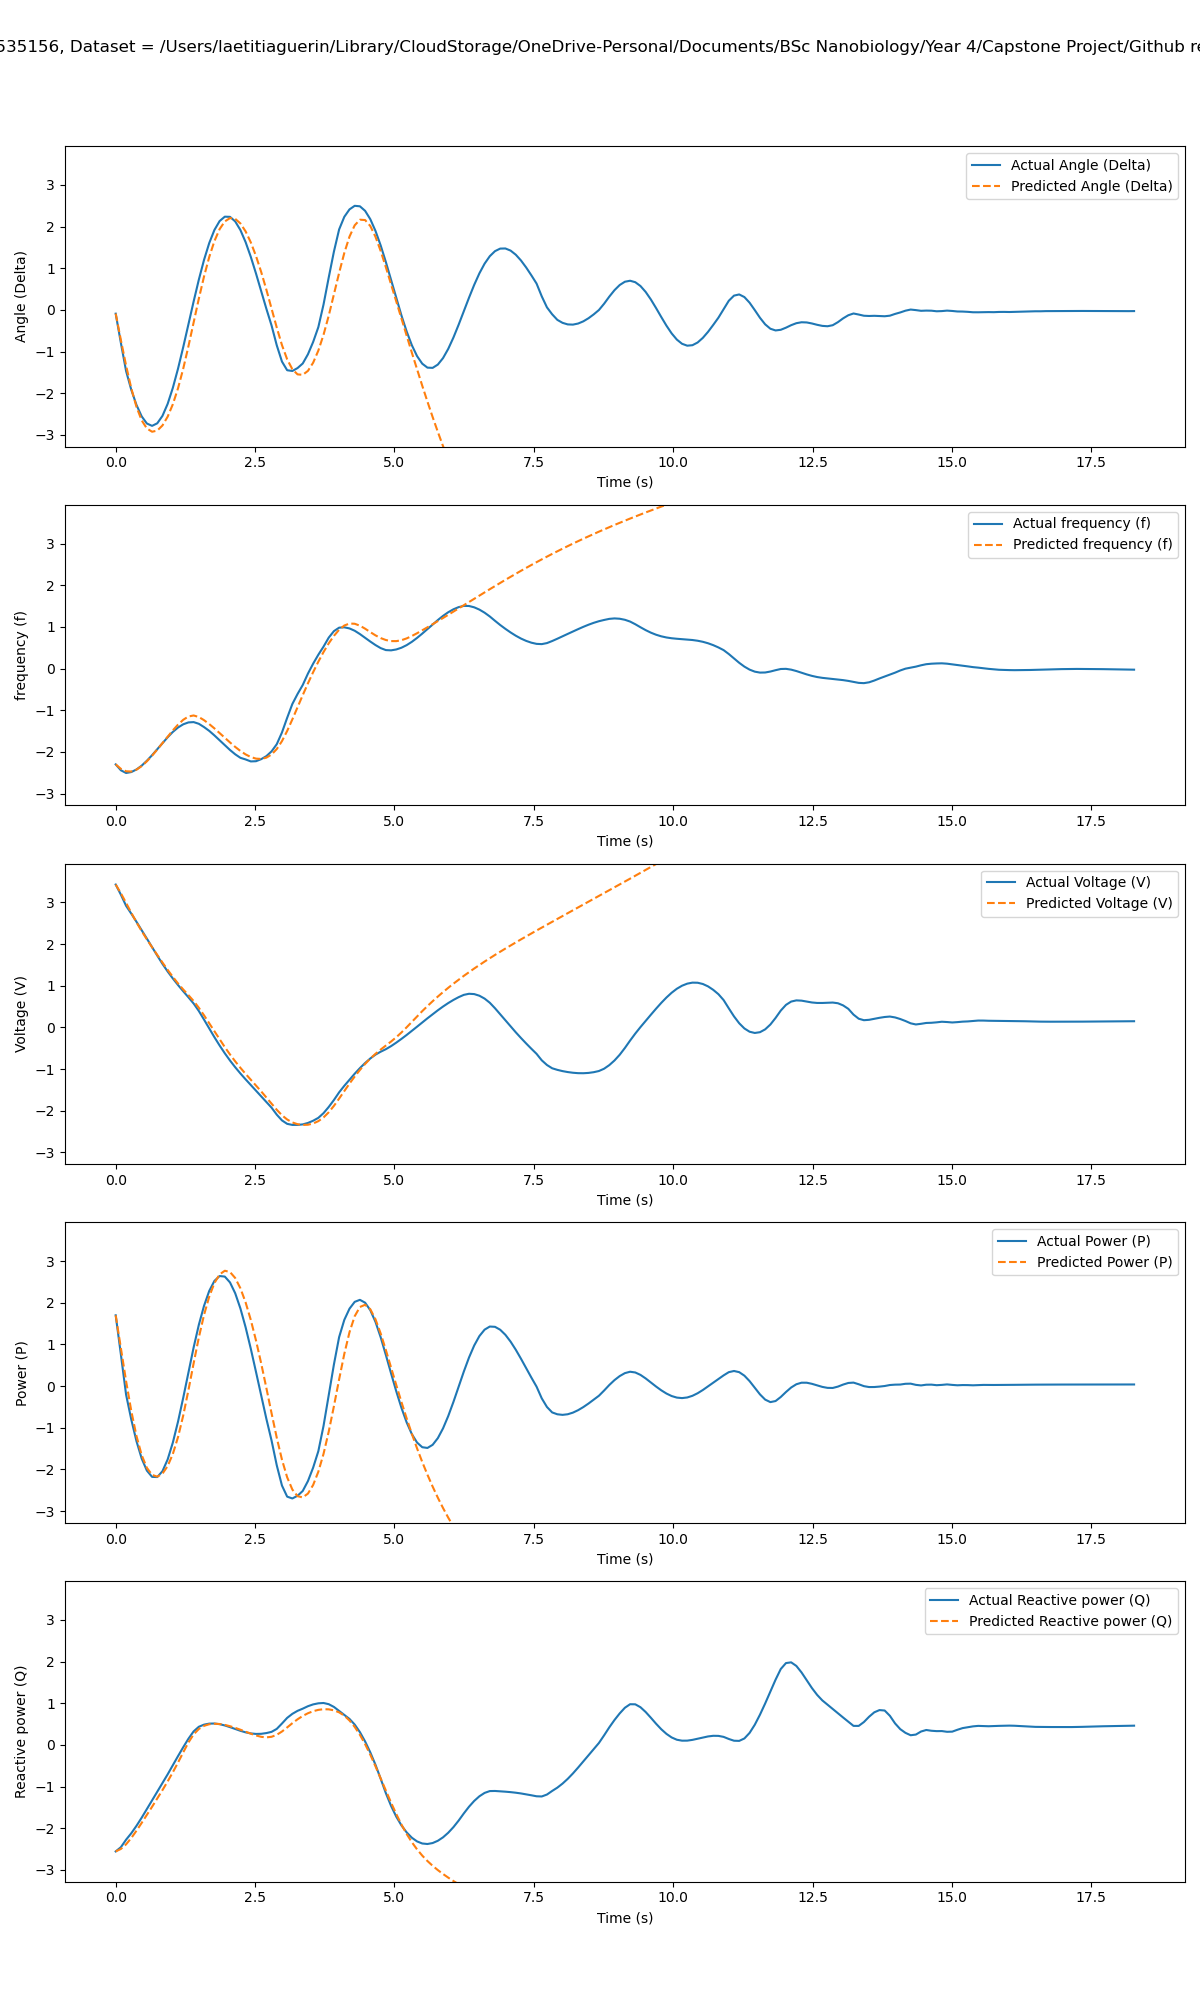 535156, Dataset = /Users/laetitiaguerin/Library/CloudStorage/OneDrive-Personal/Documents/BSc Nanobiology/Year 4/Capstone Project/Github re
Actual Angle (Delta)
Predicted Angle (Delta)
Angle (Delta)
3
2
1
0
−1
−2
−3
0.0 2.5 5.0 7.5 10.0 12.5 15.0 17.5
Time (s)
Actual frequency (f)
Predicted frequency (f)
frequency (f)
3
2
1
0
−1
−2
−3
0.0 2.5 5.0 7.5 10.0 12.5 15.0 17.5
Time (s)
Actual Voltage (V)
Predicted Voltage (V)
Voltage (V)
3
2
1
0
−1
−2
−3
0.0 2.5 5.0 7.5 10.0 12.5 15.0 17.5
Time (s)
Actual Power (P)
Predicted Power (P)
Power (P)
3
2
1
0
−1
−2
−3
0.0 2.5 5.0 7.5 10.0 12.5 15.0 17.5
Time (s)
Actual Reactive power (Q)
Predicted Reactive power (Q)
Reactive power (Q)
3
2
1
0
−1
−2
−3
0.0 2.5 5.0 7.5 10.0 12.5 15.0 17.5
Time (s)